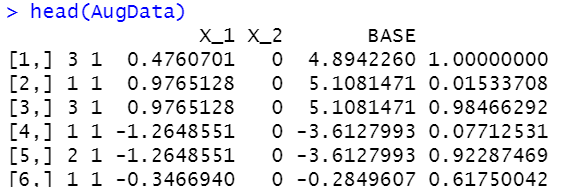 > head(AugData)
X_1 X_2 BASE
[1,] 3 1 0.4760701 0 4.8942260 1.00000000
[2,] 1 1 0.9765128 0 5.1081471 0.01533708
[3,] 3 1 0.9765128 0 5.1081471 0.98466292
[4,] 1 1 -1.2648551 0 -3.6127993 0.07712531
[5,] 2 1 -1.2648551 0 -3.6127993 0.92287469
[6,] 1 1 -0.3466940 0 -0.2849607 0.61750042